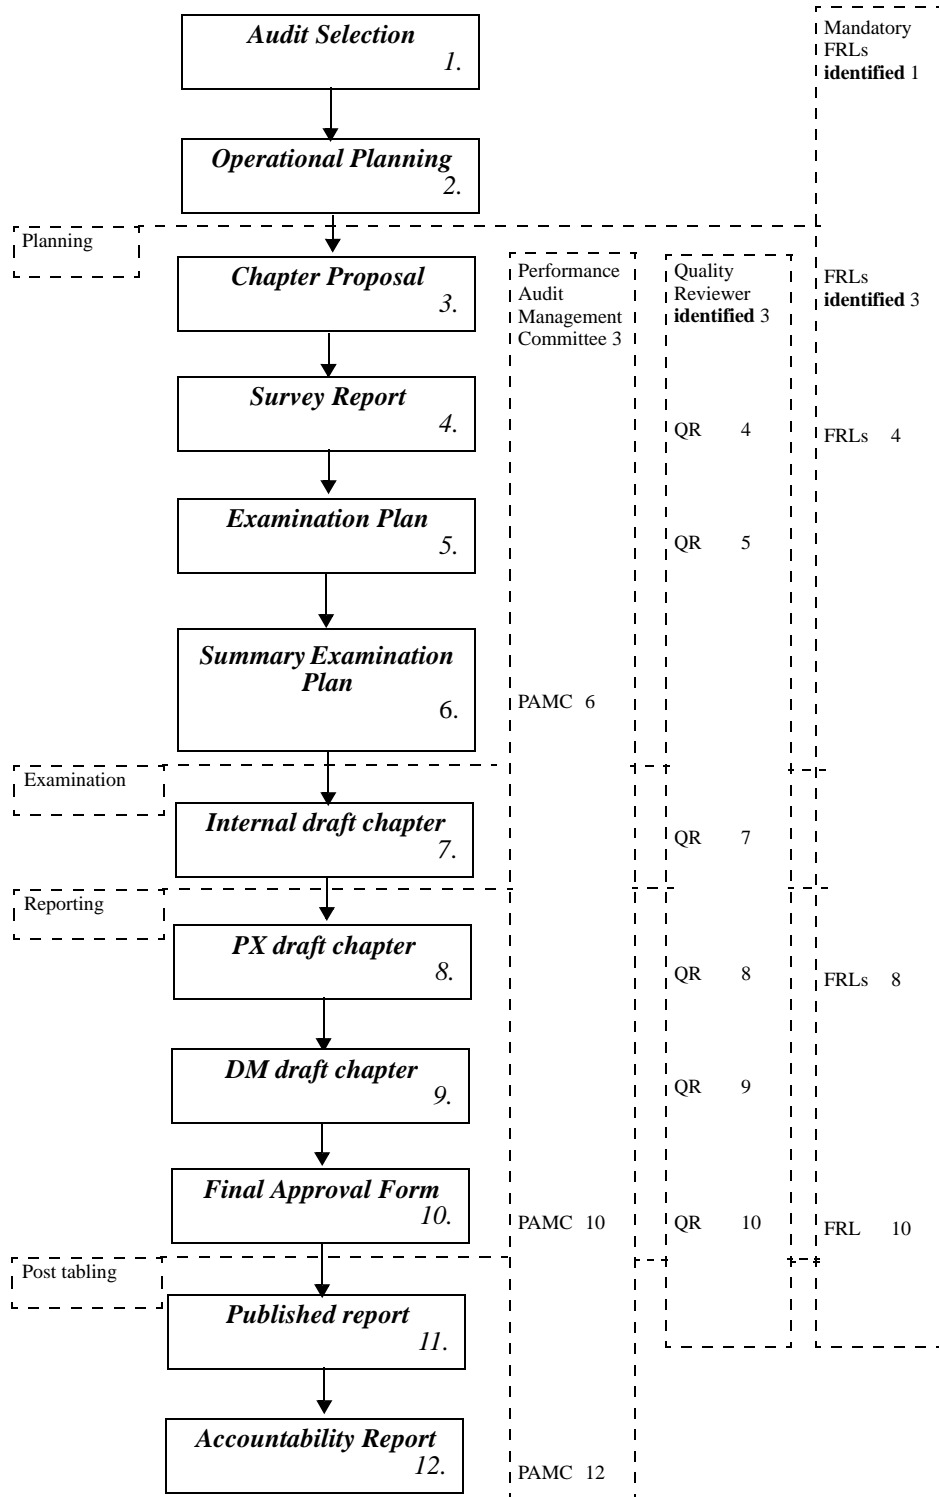 Audit Selection
1.
Mandatory
FRLs
identified 1
Operational Planning
2.
Planning
Chapter Proposal
3.
Performance
Audit
Management
Committee 3
Quality
Reviewer
identified 3
FRLs
identified 3
Survey Report
4.
QR 4
FRLs 4
Examination Plan
5.
QR 5
Summary Examination
Plan
6.
PAMC 6
Examination
Internal draft chapter
7.
QR 7
Reporting
PX draft chapter
8.
QR 8
FRLs 8
DM draft chapter
9.
QR 9
Final Approval Form
10.
PAMC 10
QR 10
FRL 10
Post tabling
Published report
11.
Accountability Report
12.
PAMC 12